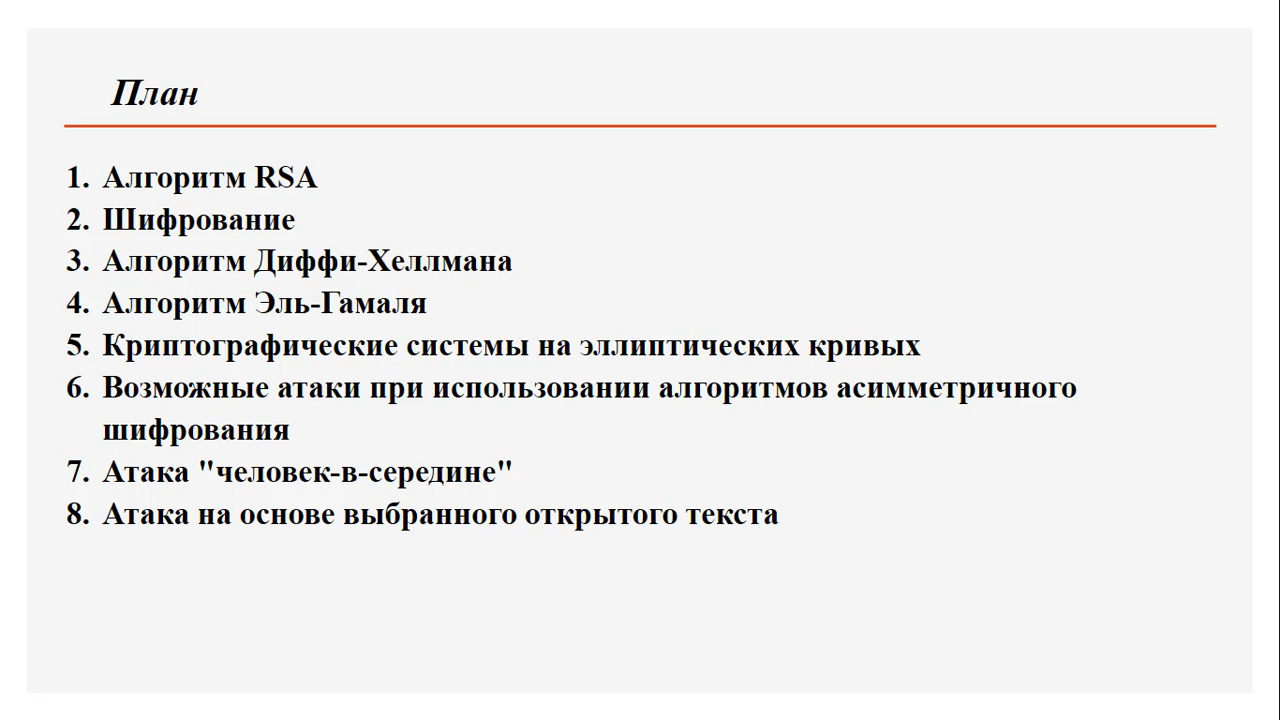 План
1. Алгоритм RSA
2. Шифрование
3. Алгоритм Диффи-Хеллмана
4. Алгоритм Эль-Гамаля
5. Криптографические системы на эллиптических кривых
6. Возможные атаки при использовании алгоритмов асимметричного
шифрования
7. Атака "человек-в-середине"
8. Атака на основе выбранного открытого текста